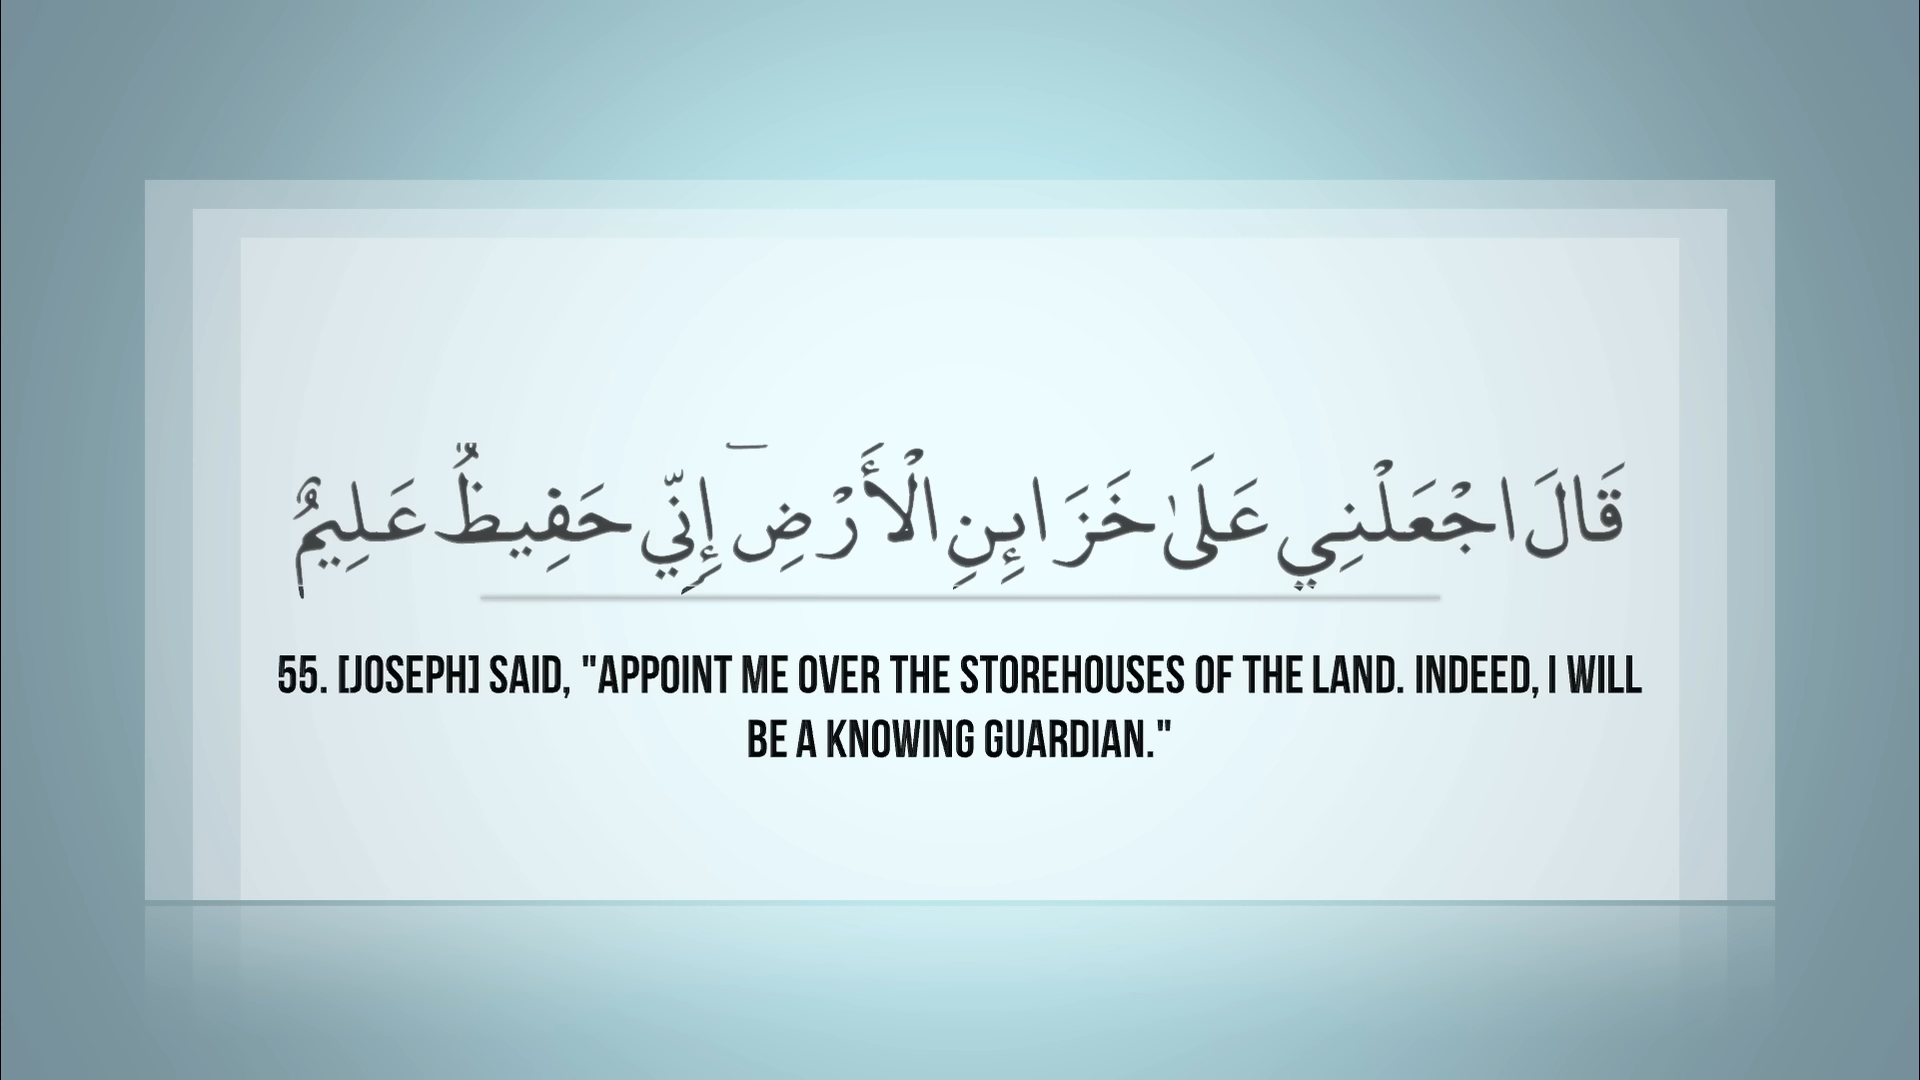 قَالَ اجْعَلْنِي عَلَىٰ خَزَايِٕنِ الْأَرْضِ ۖ إِنِّي حَفِيظٌ عَلِيمٌ
55. [JOSEPH] SAID, "APPOINT ME OVER THE STOREHOUSES OF THE LAND. INDEED, I WILL
BE A KNOWING GUARDIAN."